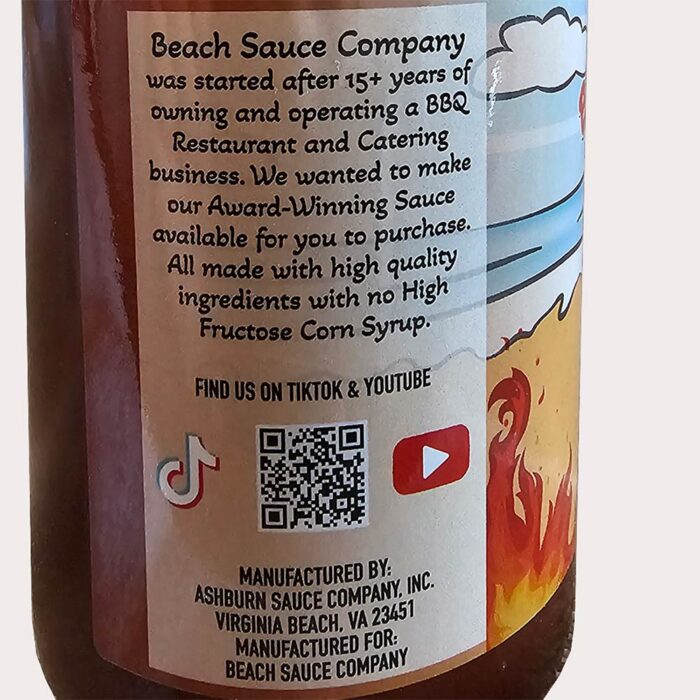 Beach Sauce Company
was started after 15+ years of
owning and operating a BBQ
Restaurant and Catering
business. We wanted to make
our Award-Winning Sauce
available for you to purchase.
All made with high quality
ingredients with no High
Fructose Corn Syrup.
FIND US ON TIKTOK & YOUTUBE
MANUFACTURED BY:
ASHBURN SAUCE COMPANY, INC.
VIRGINIA BEACH, VA 23451
MANUFACTURED FOR:
BEACH SAUCE COMPANY